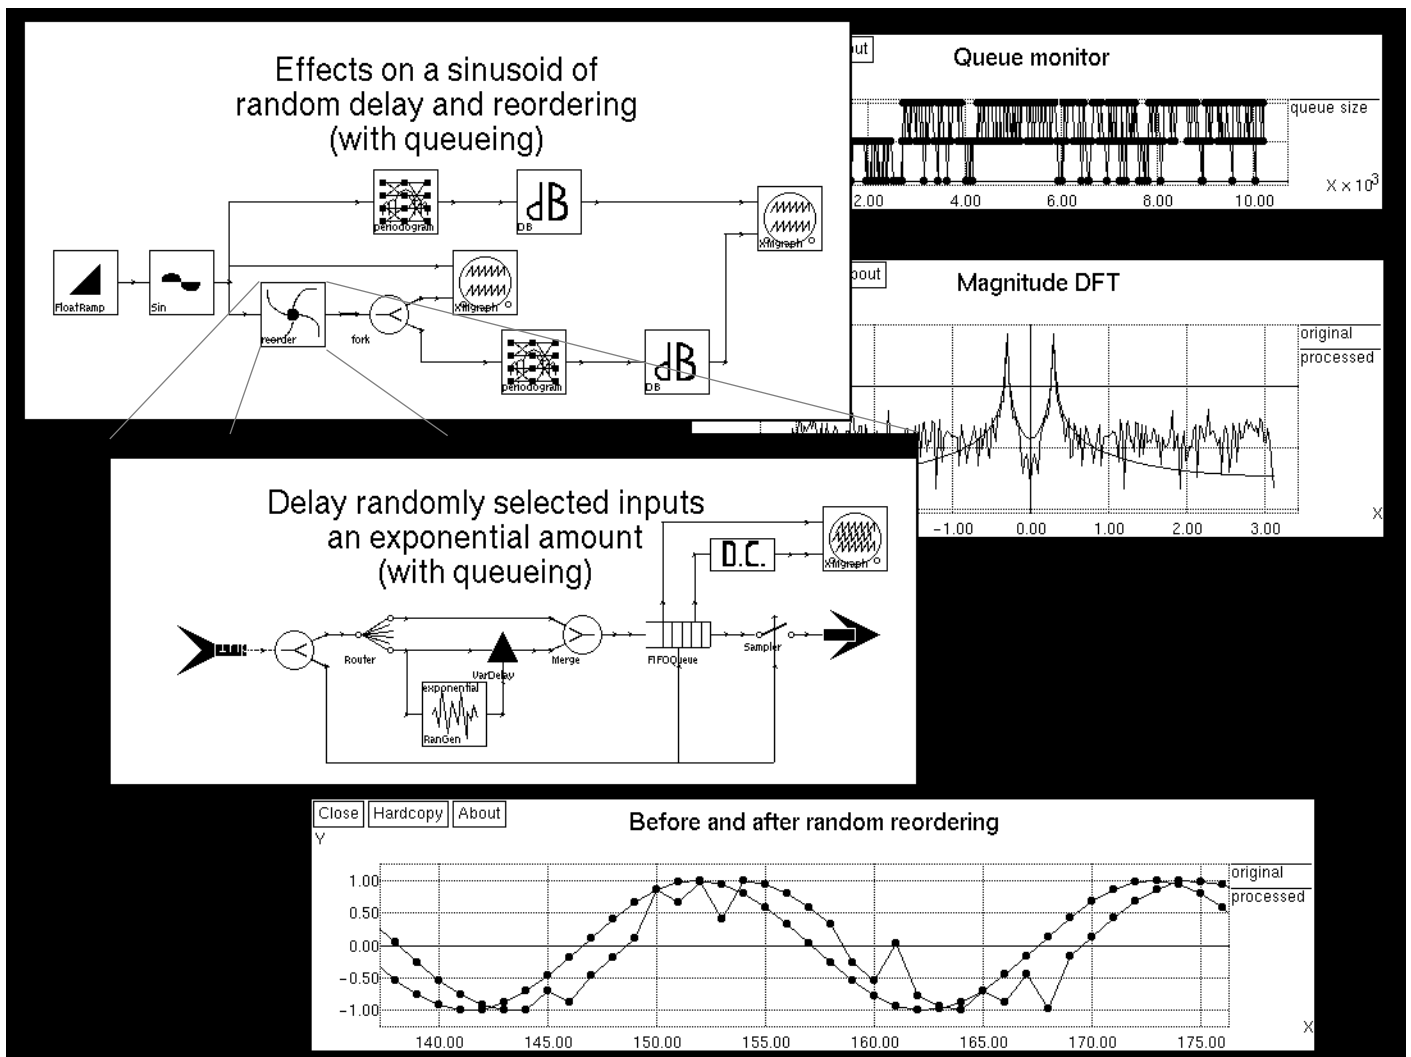 Effects on a sinusoid of
random delay and reordering
(with queueing)
periodogram
DB
XMgraph
FloatRamp
Sin
XMgraph
reorder
fork
periodogram
DB
out
Queue monitor
queue size
X x 10³
2.00 4.00 6.00 8.00 10.00
bout
Magnitude DFT
original
processed
-1.00 0.00 1.00 2.00 3.00
X
Delay randomly selected inputs
an exponential amount
(with queueing)
D.C.
XMgraph
Router
VarDelay
Merge
FIFOQueue
Sampler
exponential
RanGen
Close Hardcopy About
Before and after random reordering
Y
original
processed
1.00
0.50
0.00
-0.50
-1.00
X
140.00 145.00 150.00 155.00 160.00 165.00 170.00 175.00